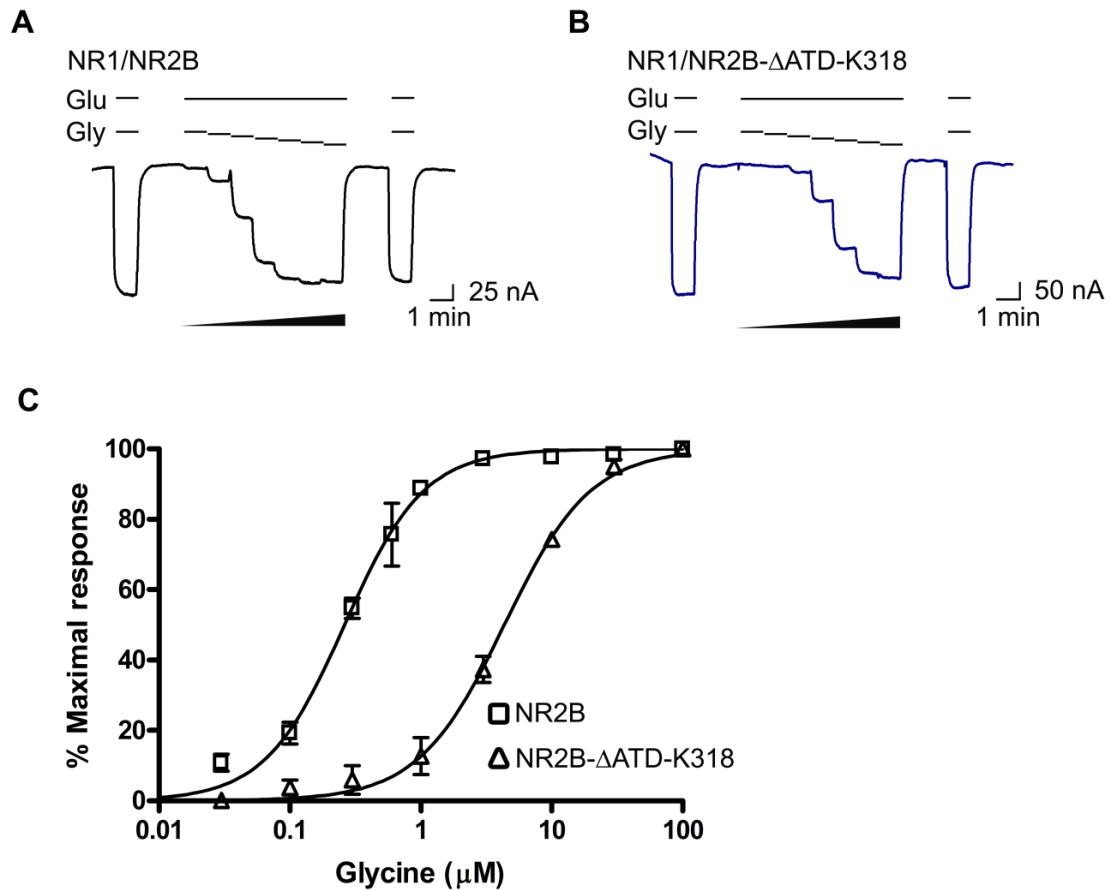 A
NR1/NR2B
Glu
Gly
25 nA
1 min
B
NR1/NR2B-ΔATD-K318
Glu
Gly
50 nA
1 min
C
% Maximal response
100
80
60
40
20
0
NR2B
NR2B-ΔATD-K318
0.01 0.1 1 10 100
Glycine (μM)